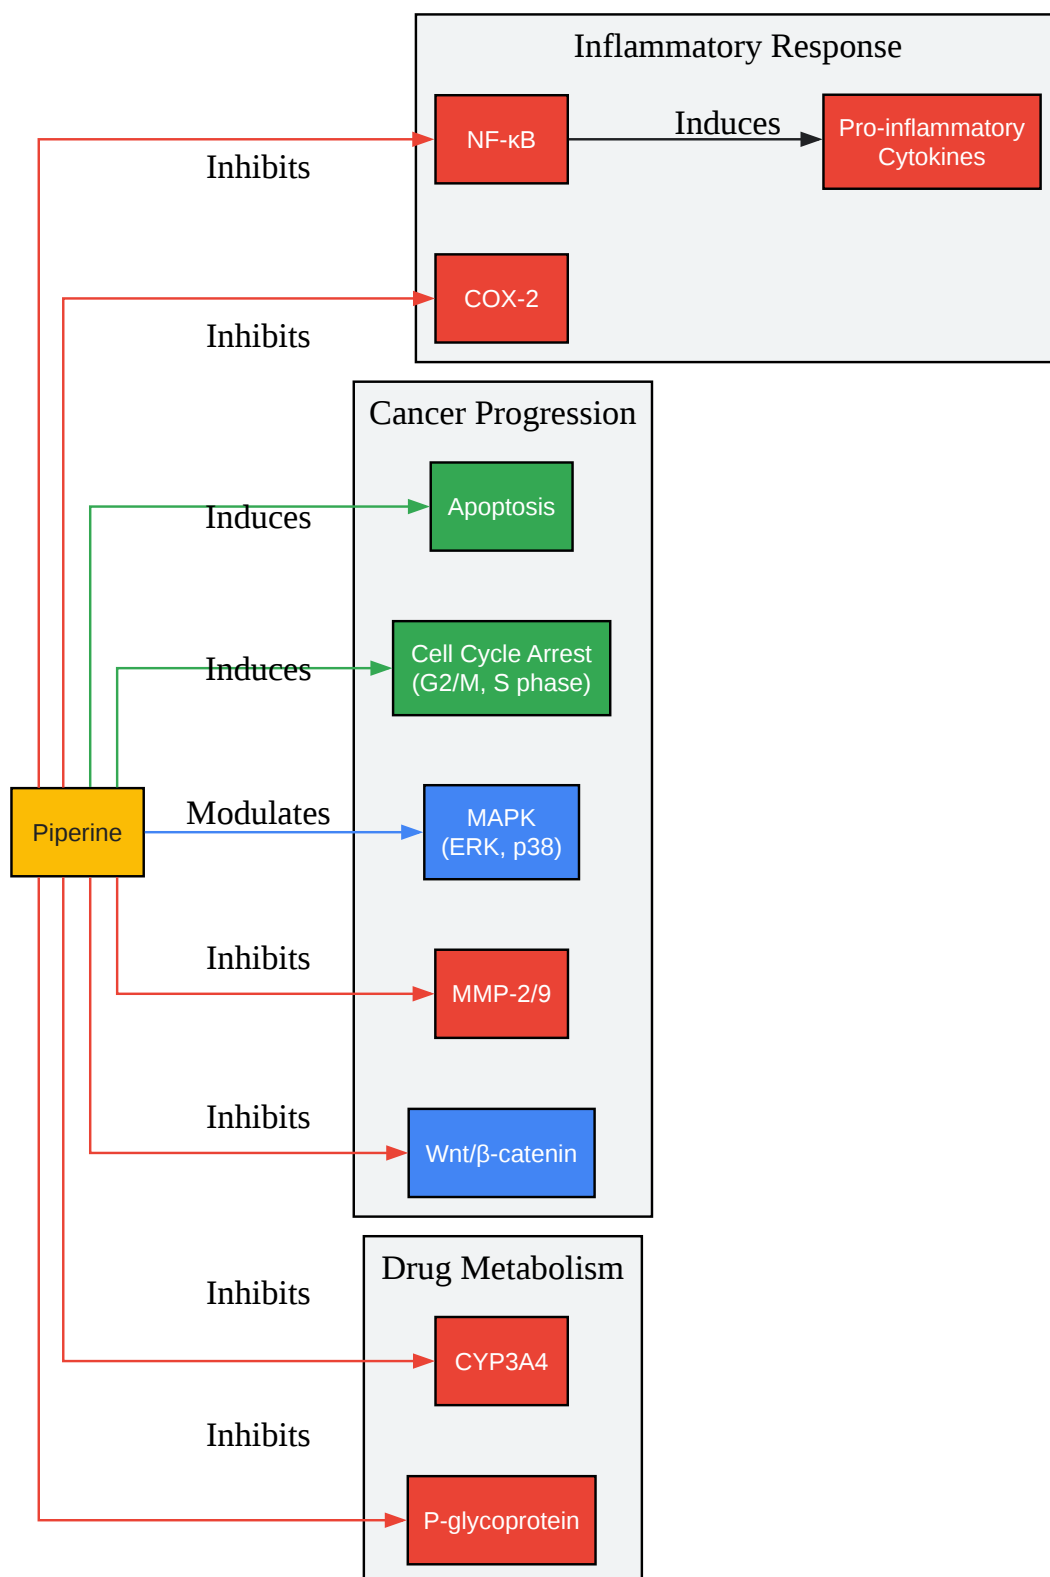 Inflammatory Response
NF-κB
Induces
Pro-inflammatory
Cytokines
Inhibits
COX-2
Inhibits
Cancer Progression
Apoptosis
Induces
Cell Cycle Arrest
(G2/M, S phase)
Induces
Piperine
Modulates
MAPK
(ERK, p38)
Inhibits
MMP-2/9
Inhibits
Wnt/β-catenin
Drug Metabolism
Inhibits
CYP3A4
Inhibits
P-glycoprotein